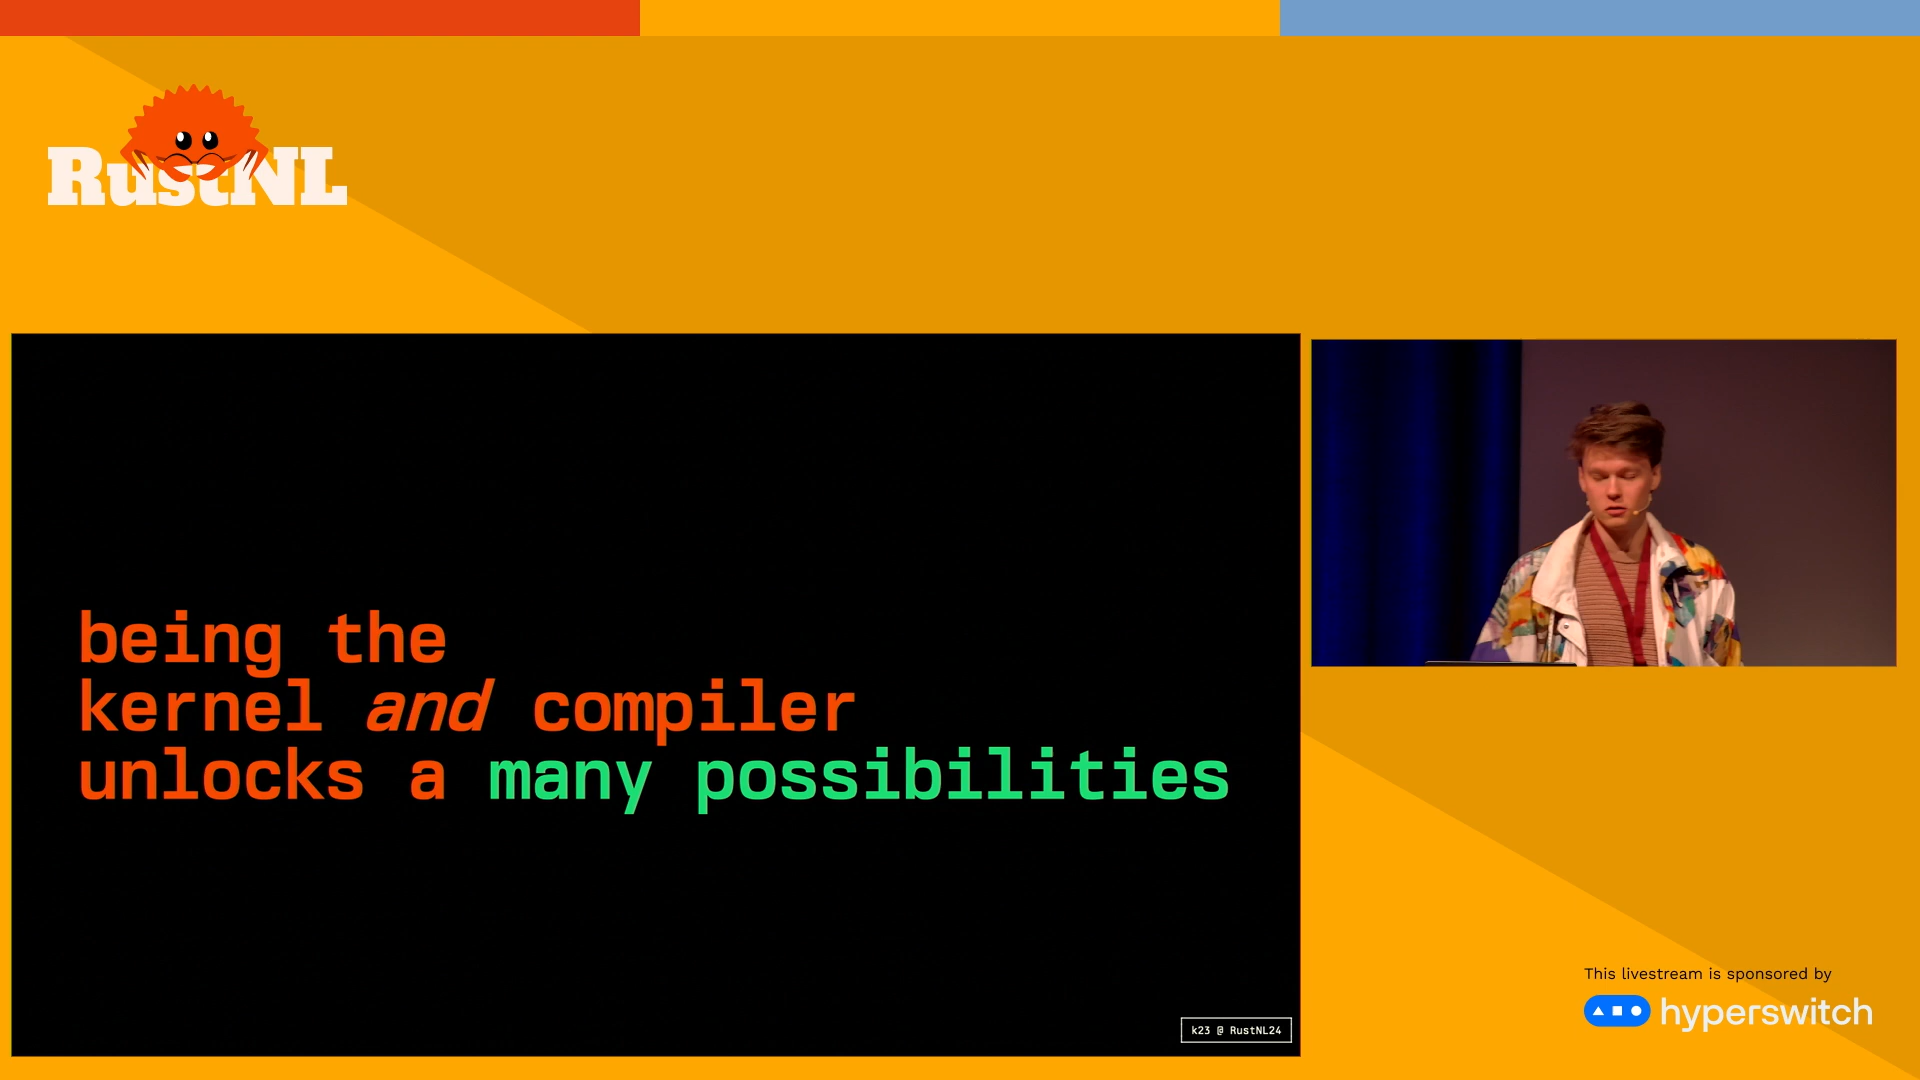 RustNL
being the
kernel and compiler
unlocks a many possibilities
k23 @ RustNL24
This livestream is sponsored by
hyperswitch